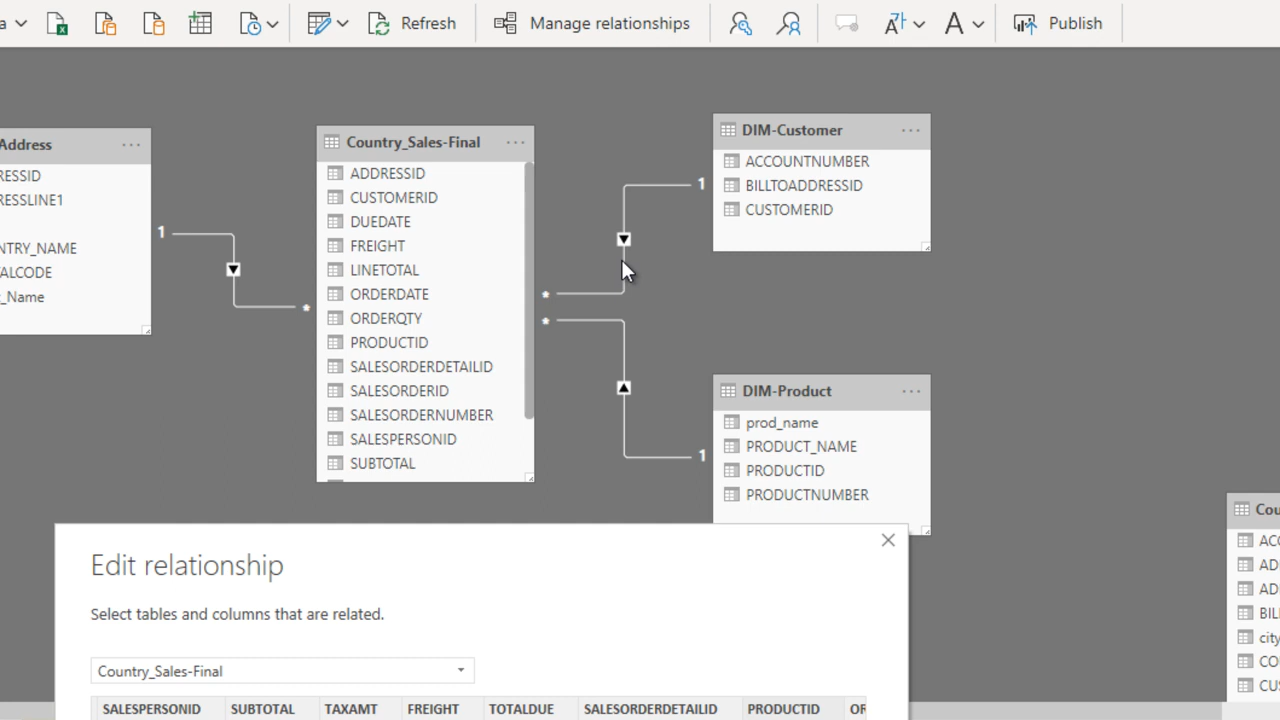 a
Refresh
Manage relationships
Publish
Address
RESSID
RESSLINE1
NTRY_NAME
ALCODE
_Name
1
*
Country_Sales-Final
ADDRESSID
CUSTOMERID
DUEDATE
FREIGHT
LINETOTAL
ORDERDATE
ORDERQTY
PRODUCTID
SALESORDERDETAILID
SALESORDERID
SALESORDERNUMBER
SALESPERSONID
SUBTOTAL
*
*
1
1
DIM-Customer
ACCOUNTNUMBER
BILLTOADDRESSID
CUSTOMERID
DIM-Product
prod_name
PRODUCT_NAME
PRODUCTID
PRODUCTNUMBER
Cou
ACC
AD
AD
BIL
city
CO
CUS
Edit relationship
Select tables and columns that are related.
Country_Sales-Final
SALESPERSONID SUBTOTAL TAXAMT FREIGHT TOTALDUE SALESORDERDETAILID PRODUCTID OR